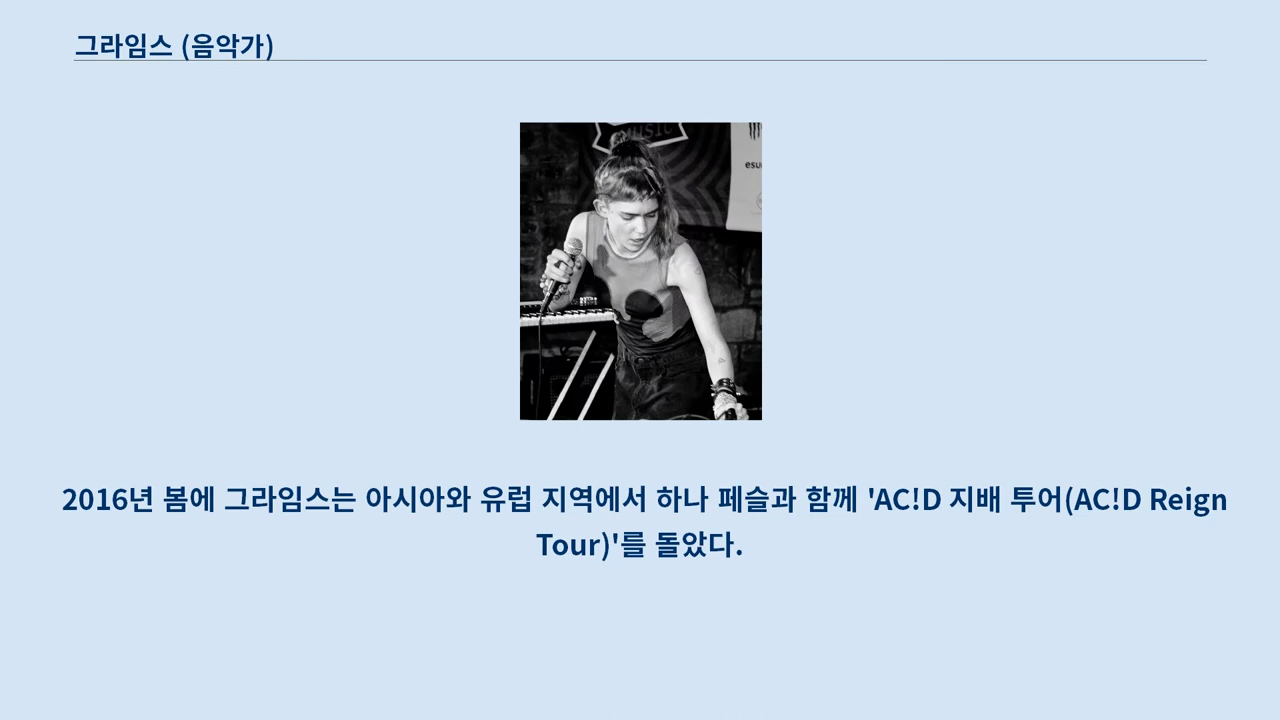 그라임스 (음악가)
music
esu
2016년 봄에 그라임스는 아시아와 유럽 지역에서 하나 페슬과 함께 'AC!D 지배 투어(AC!D Reign
Tour)'를 돌았다.